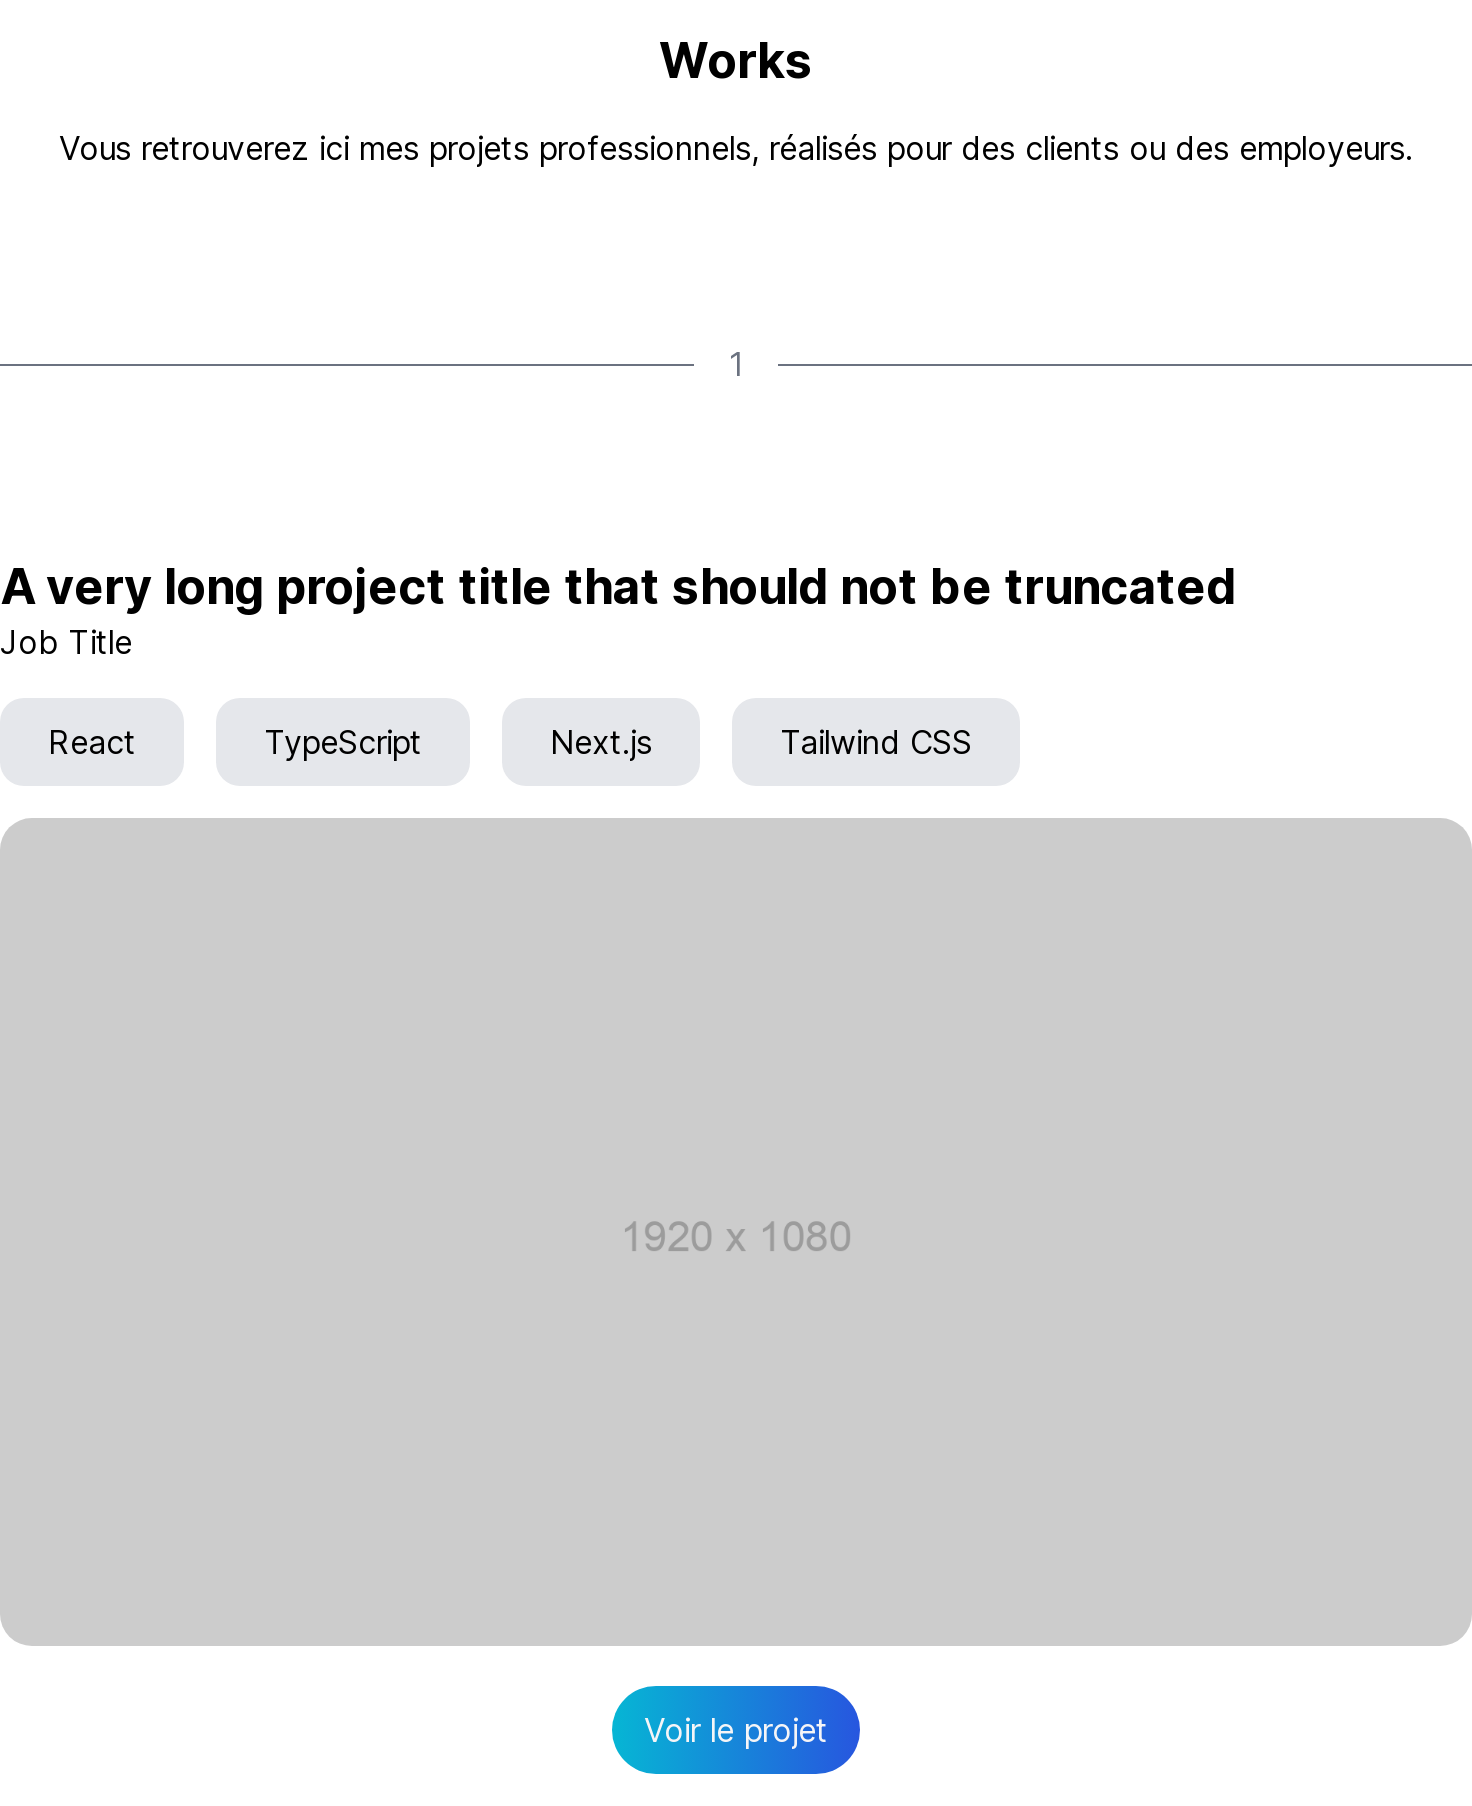 Works
Vous retrouverez ici mes projets professionnels, réalisés pour des clients ou des employeurs.
1
A very long project title that should not be truncated
Job Title
React
TypeScript
Next.js
Tailwind CSS
1920 x 1080
Voir le projet